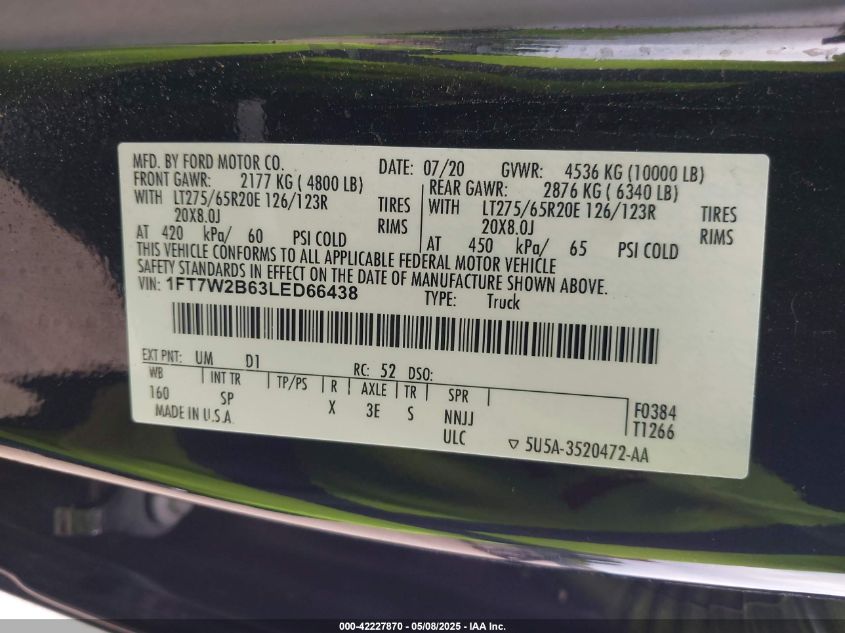 MFD. BY FORD MOTOR CO. DATE: 07/20 GVWR: 4536 KG (10000 LB)
FRONT GAWR: 2177 KG ( 4800 LB) REAR GAWR: 2876 KG ( 6340 LB)
WITH LT275/65R20E 126/123R TIRES WITH LT275/65R20E 126/123R TIRES
20X8.0J RIMS 20X8.0J RIMS
AT 420 kPa/ 60 PSI COLD AT 450 kPa/ 65 PSI COLD
THIS VEHICLE CONFORMS TO ALL APPLICABLE FEDERAL MOTOR VEHICLE
SAFETY STANDARDS IN EFFECT ON THE DATE OF MANUFACTURE SHOWN ABOVE.
VIN: 1FT7W2B63LED66438 TYPE: Truck
EXT PNT: UM D1 RC: 52 DSO:
WB INT TR TP/PS R AXLE TR SPR
160 SP X 3E S NNJJ F0384
MADE IN U.S.A. ULC T1266
▽ 5U5A-3520472-AA
000-42227870 — 05/08/2025 - IAA Inc.